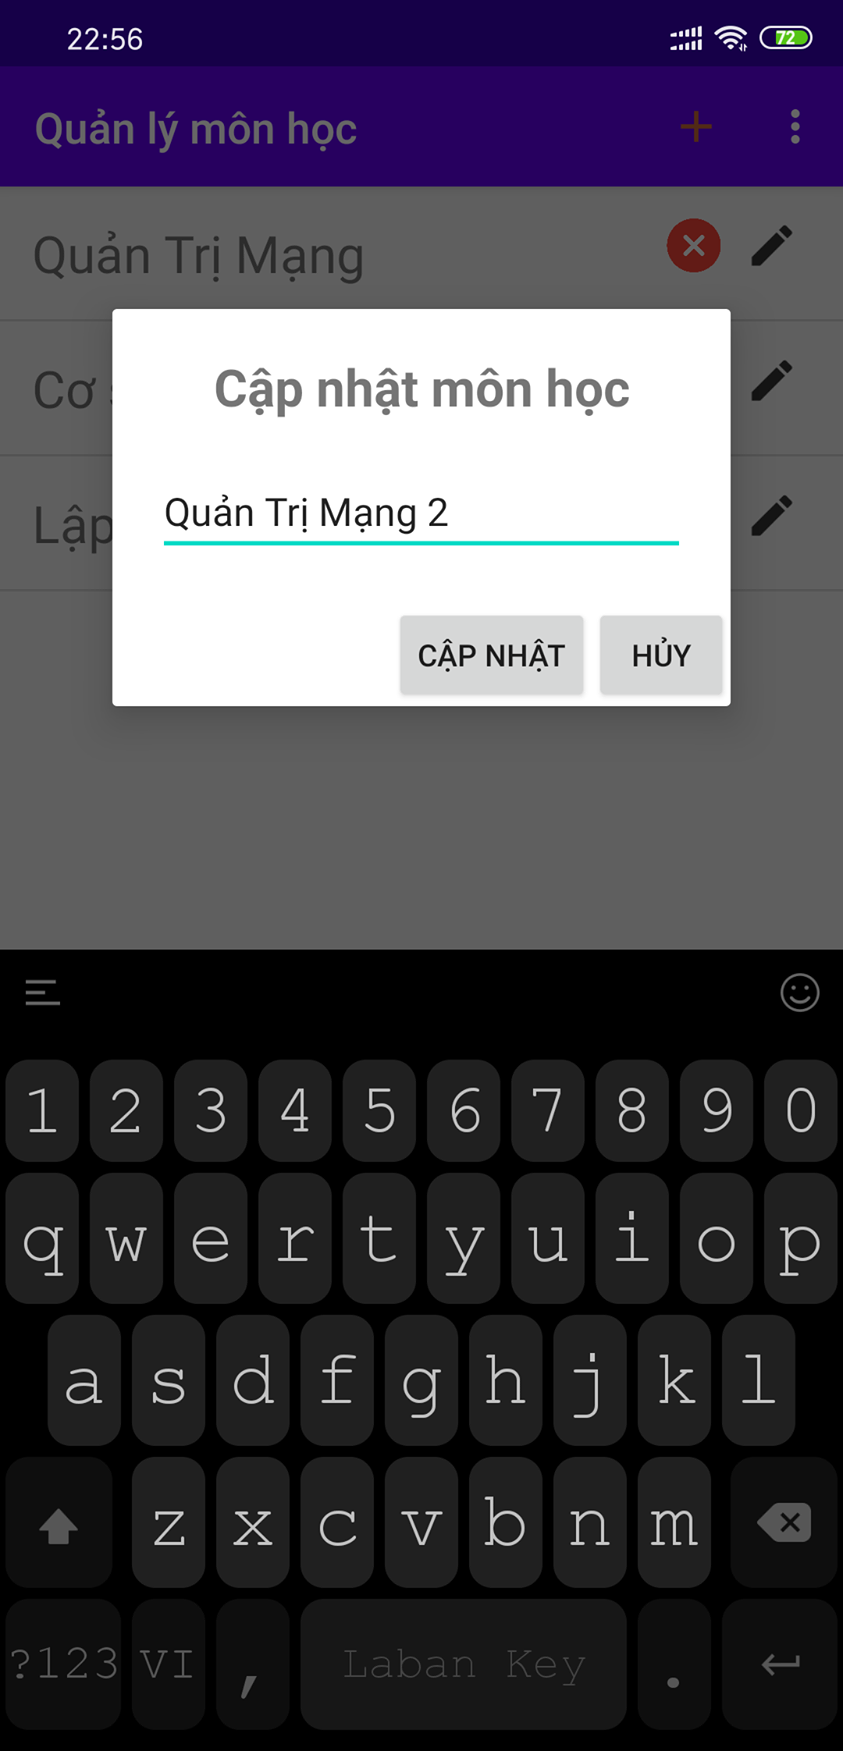 22:56
72
Quản lý môn học
Quản Trị Mạng
Cơ
Lập
Cập nhật môn học
Quản Trị Mạng 2
CẬP NHẬT HỦY
1 2 3 4 5 6 7 8 9 0
q w e r t y u i o p
a s d f g h j k l
z x c v b n m
?123 VI , Laban Key .